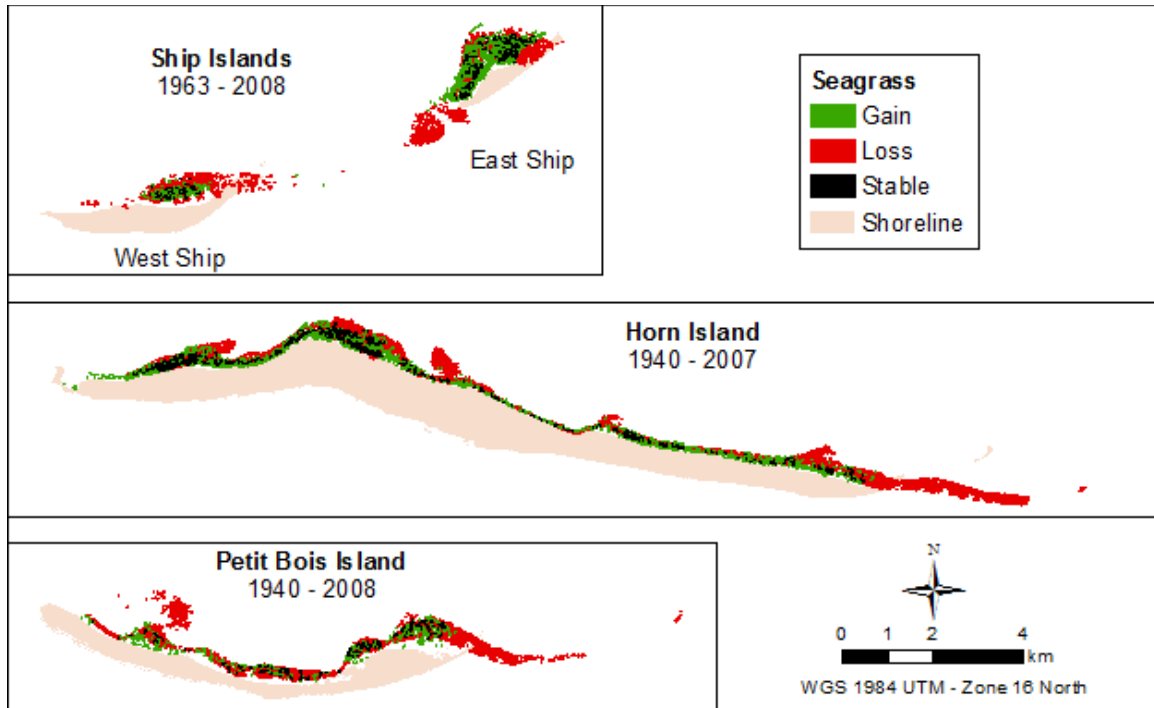 Ship Islands
1963 - 2008
East Ship
West Ship
Seagrass
Gain
Loss
Stable
Shoreline
Horn Island
1940 - 2007
Petit Bois Island
1940 - 2008
N
0 1 2 4
km
WGS 1984 UTM - Zone 16 North